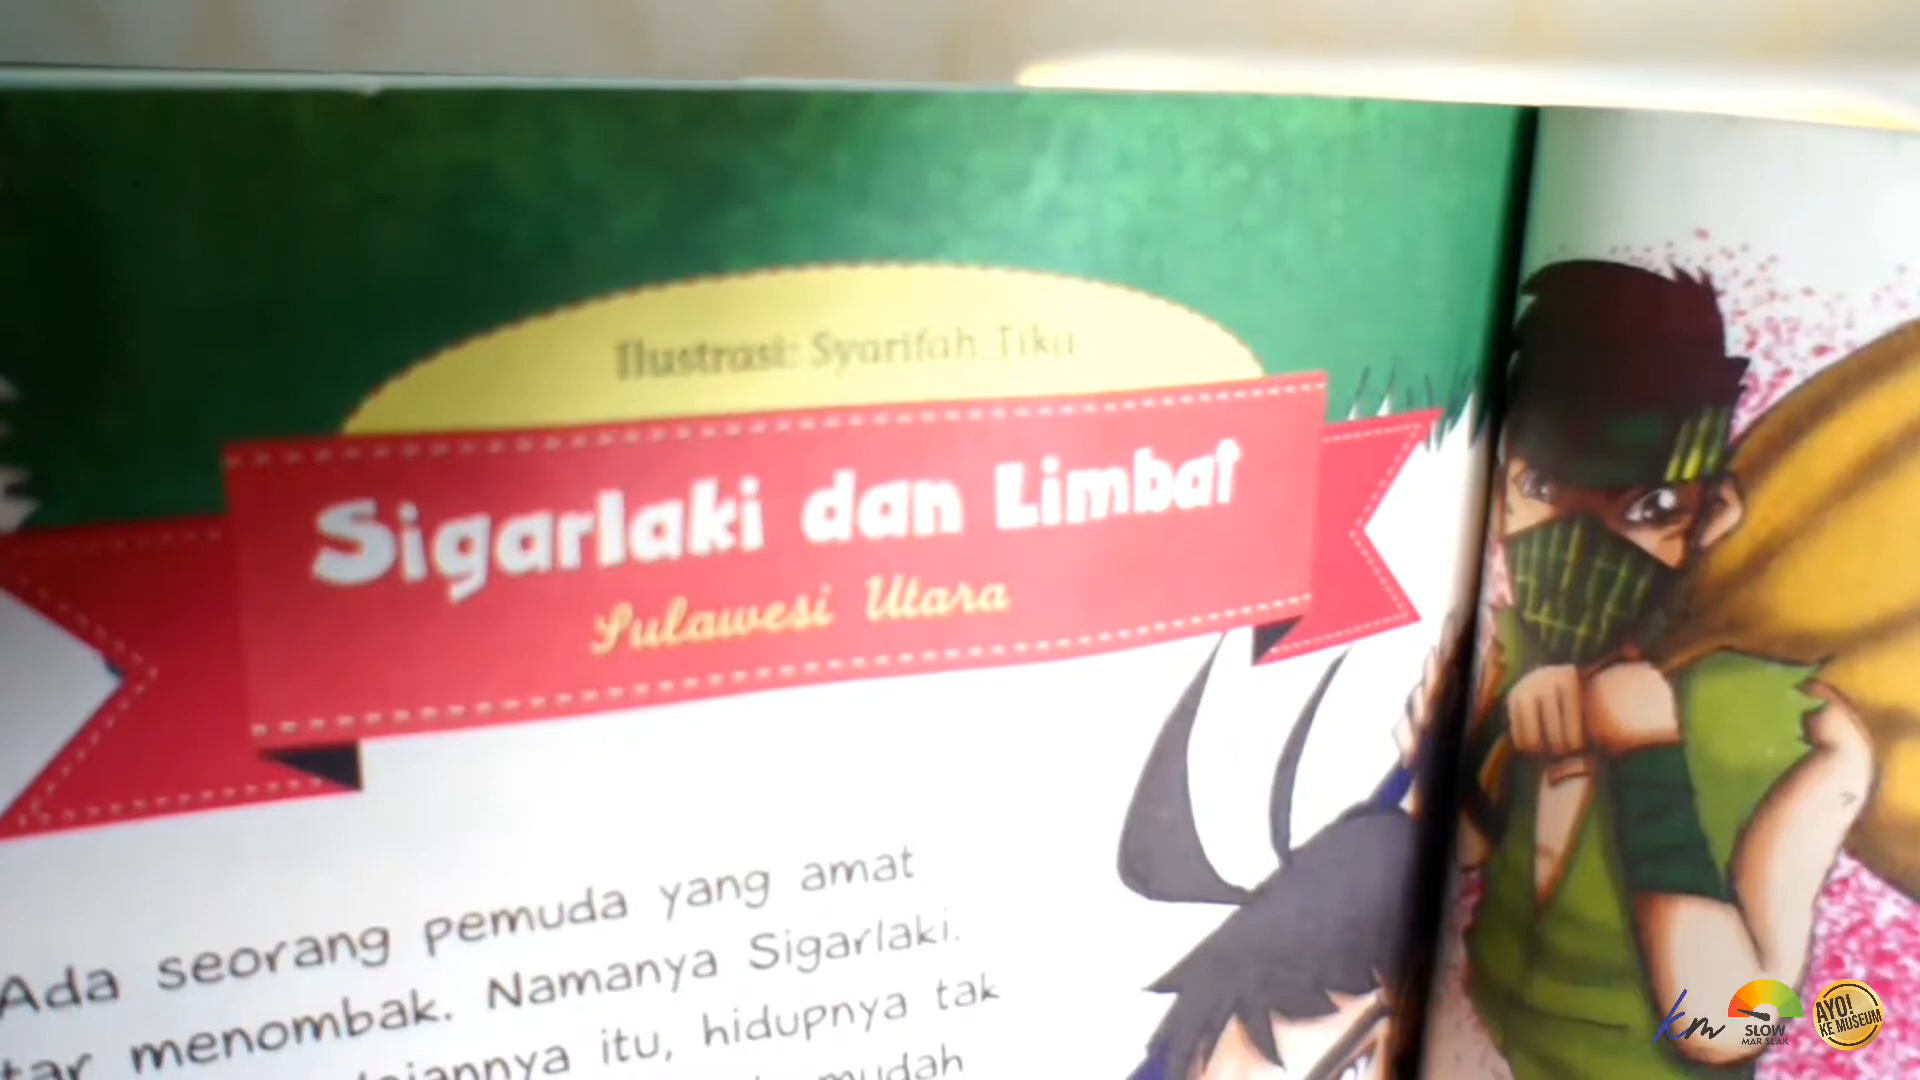 Ilustrasi: Syarifah Tika
Sigarlaki dan Limbat
Sulawesi Utara
Ada seorang pemuda yang amat
menombak. Namanya Sigarlaki.
itu, hidupnya tak
mudah
km
SLOW
AYO!
KE MUSEUM